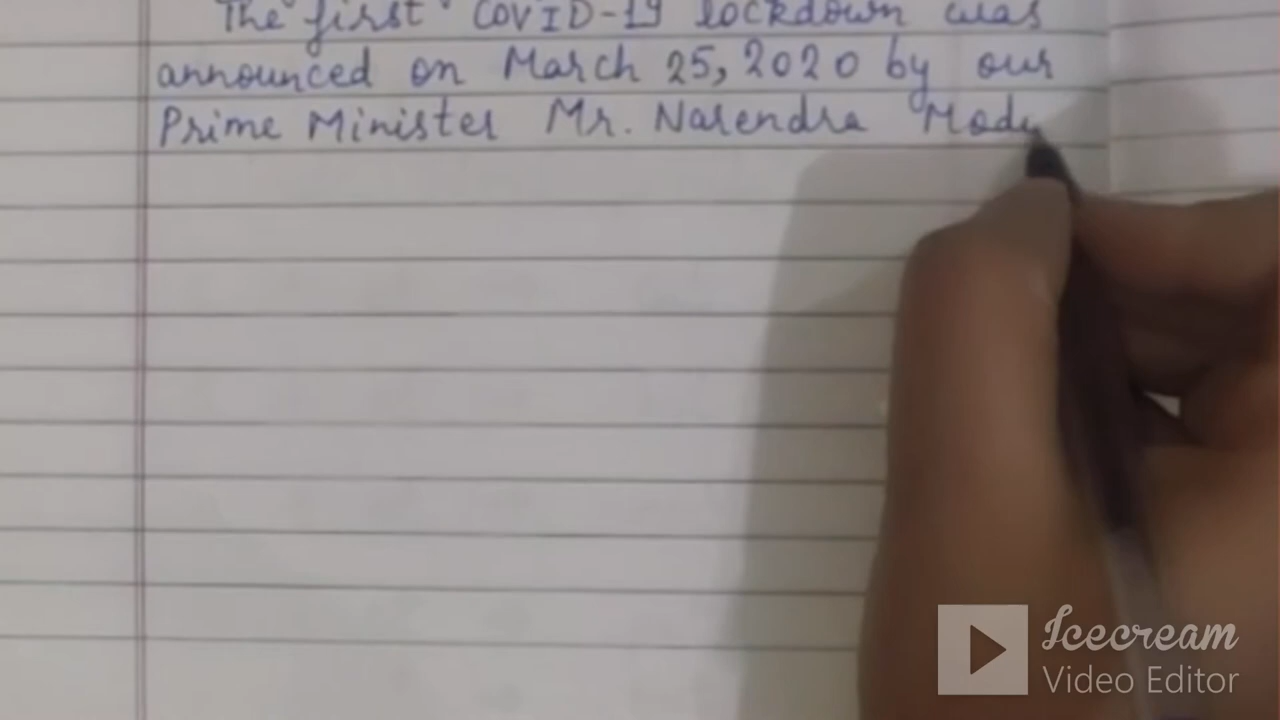 The first COVID-19 lockdown was
announced on March 25, 2020 by our
Prime Minister Mr. Narendra Mody
Icecream
Video Editor